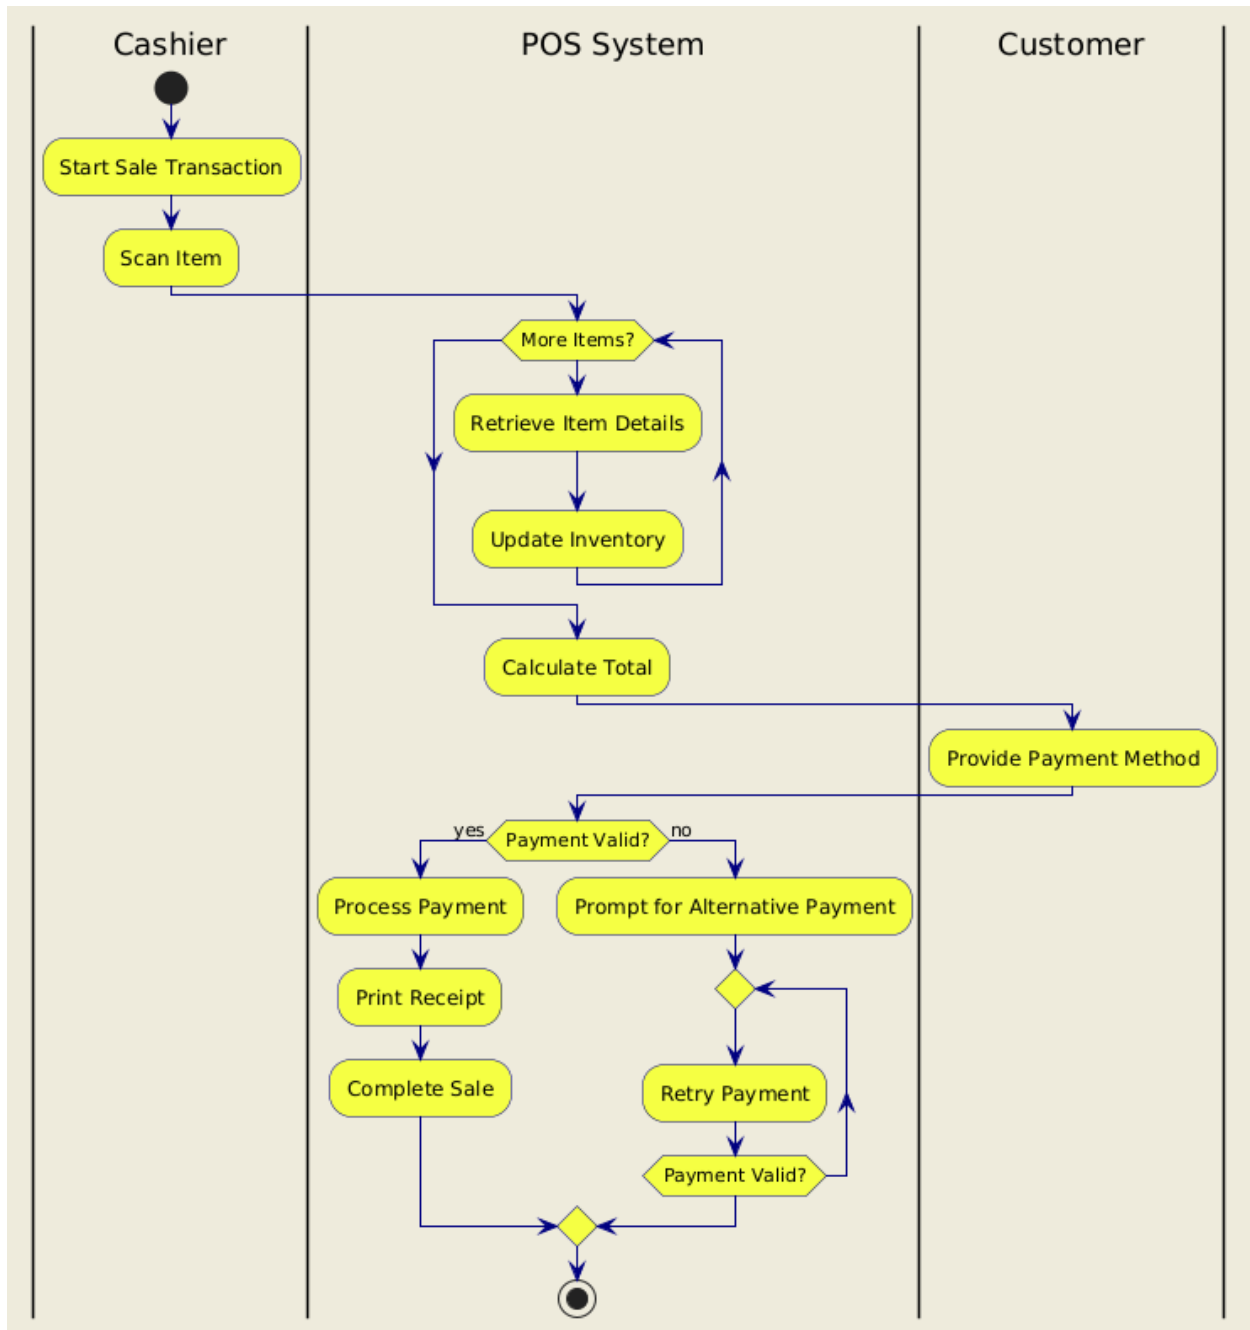 Cashier
POS System
Customer
Start Sale Transaction
Scan Item
More Items?
Retrieve Item Details
Update Inventory
Calculate Total
Provide Payment Method
yes
Payment Valid?
no
Process Payment
Prompt for Alternative Payment
Print Receipt
Complete Sale
Retry Payment
Payment Valid?